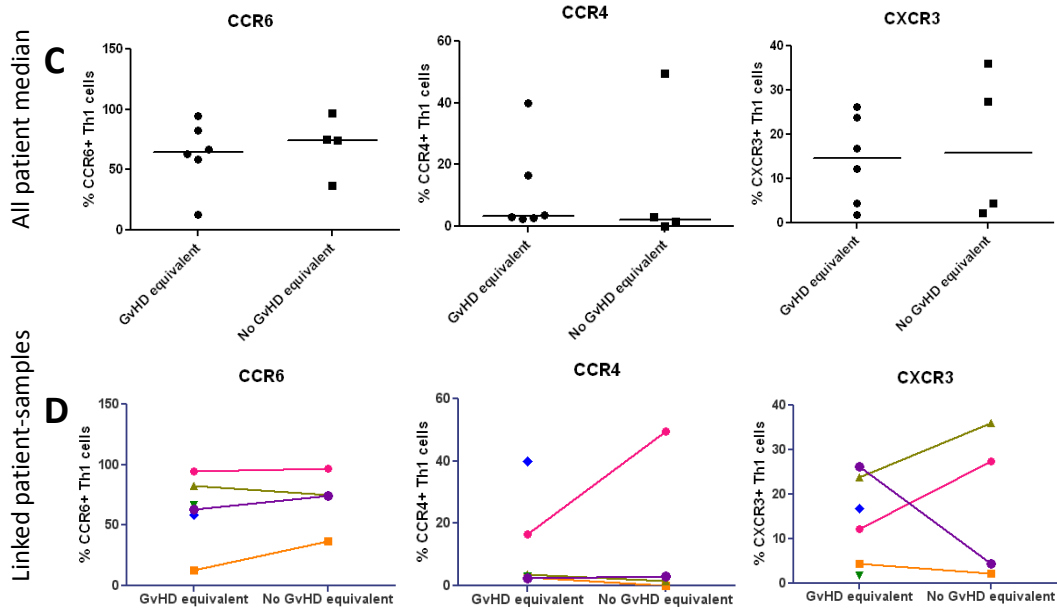 All patient median
C
CCR6
% CCR6+ Th1 cells
150
100
50
0
GvHD equivalent
No GvHD equivalent
CCR4
% CCR4+ Th1 cells
60
40
20
0
GvHD equivalent
No GvHD equivalent
CXCR3
% CXCR3+ Th1 cells
40
30
20
10
0
GvHD equivalent
No GvHD equivalent
Linked patient-samples
D
CCR6
% CCR6+ Th1 cells
150
100
50
0
GvHD equivalent
No GvHD equivalent
CCR4
% CCR4+ Th1 cells
60
40
20
0
GvHD equivalent
No GvHD equivalent
CXCR3
% CXCR3+ Th1 cells
40
30
20
10
0
GvHD equivalent
No GvHD equivalent